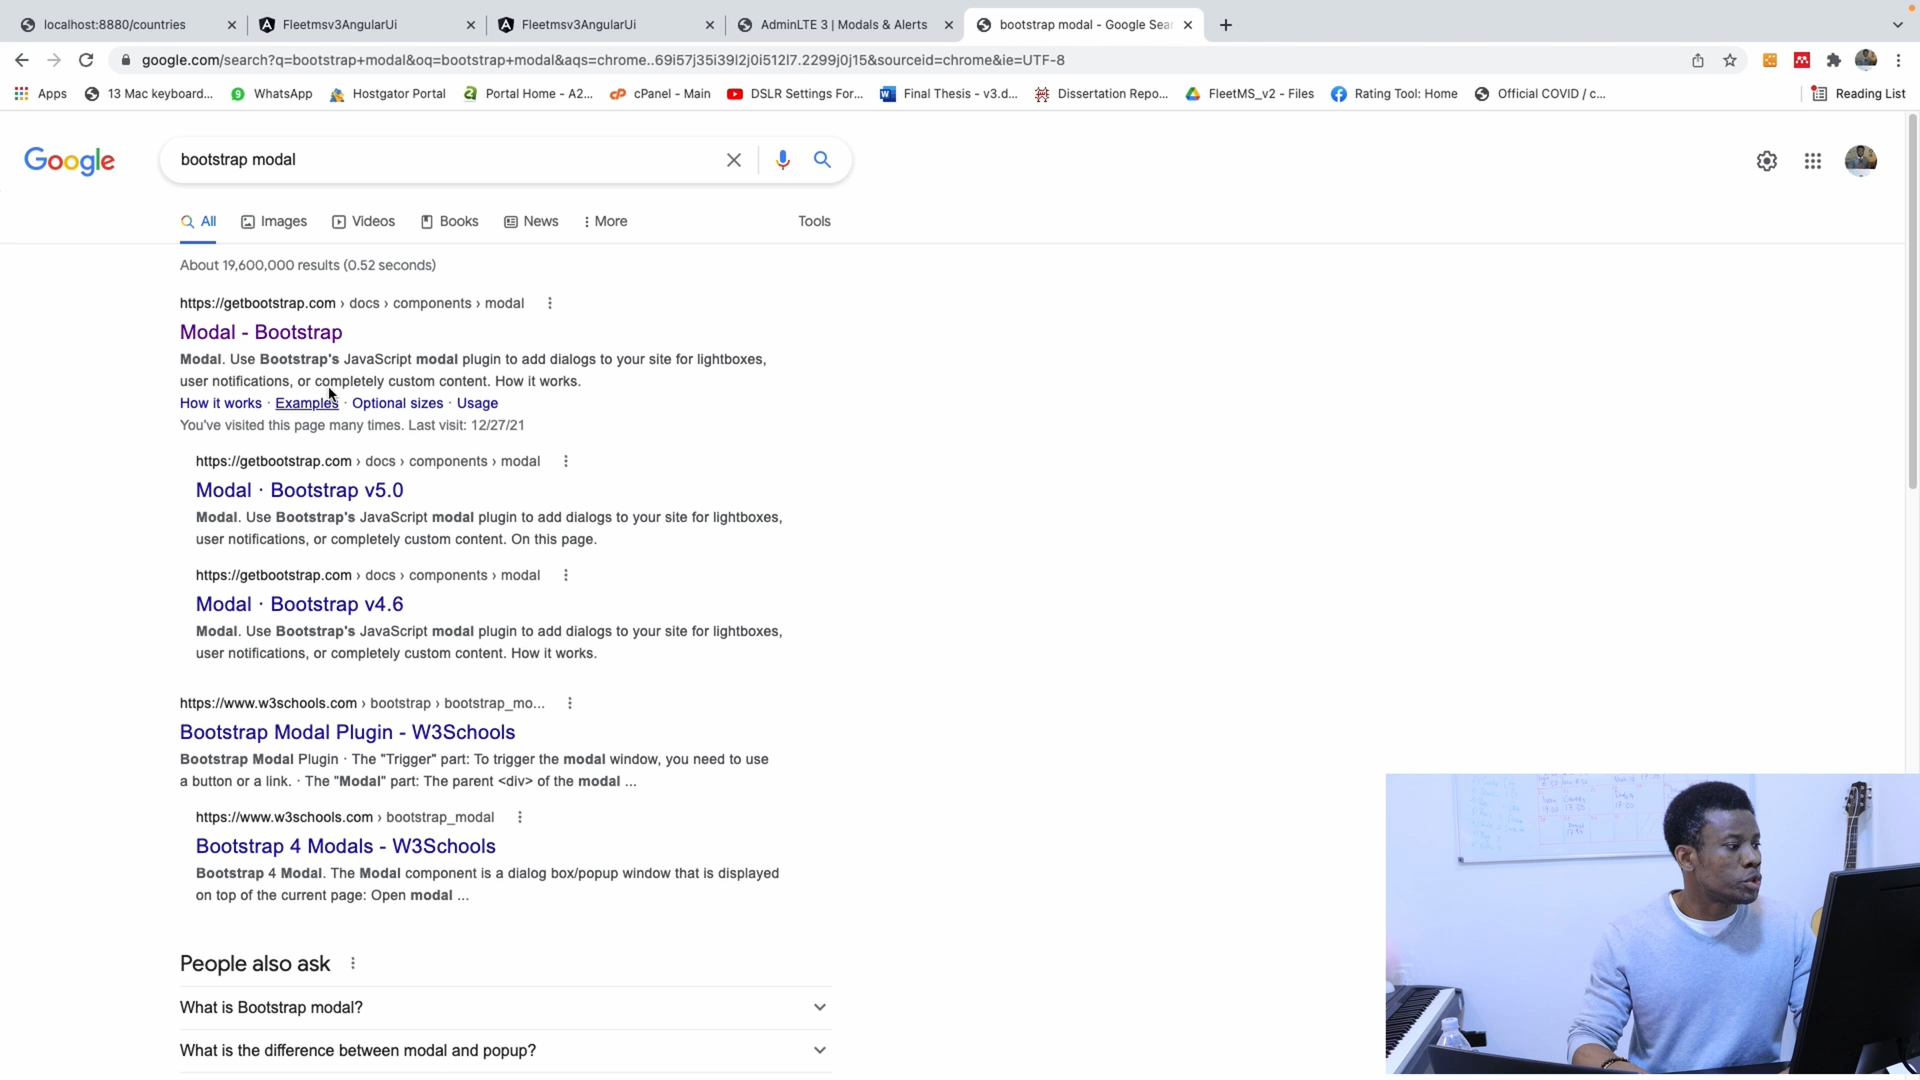 localhost:8880/countries
Fleetmsv3AngularUi
Fleetmsv3AngularUi
AdminLTE 3 | Modals & Alerts
bootstrap modal - Google Sea
google.com/search?q=bootstrap+modal&oq=bootstrap+modal&aqs=chrome..69i57j35i39l2j0i512l7.2299j0j15&sourceid=chrome&ie=UTF-8
Apps
13 Mac keyboard...
WhatsApp
Hostgator Portal
Portal Home - A2...
cPanel - Main
DSLR Settings For...
Final Thesis - v3.d...
Dissertation Repo...
FleetMS_v2 - Files
Rating Tool: Home
Official COVID / c...
Reading List
Google
bootstrap modal
All
Images
Videos
Books
News
More
Tools
About 19,600,000 results (0.52 seconds)
https://getbootstrap.com › docs › components › modal
Modal - Bootstrap
Modal. Use Bootstrap's JavaScript modal plugin to add dialogs to your site for lightboxes,
user notifications, or completely custom content. How it works.
How it works · Examples · Optional sizes · Usage
You've visited this page many times. Last visit: 12/27/21
https://getbootstrap.com › docs › components › modal
Modal · Bootstrap v5.0
Modal. Use Bootstrap's JavaScript modal plugin to add dialogs to your site for lightboxes,
user notifications, or completely custom content. On this page.
https://getbootstrap.com › docs › components › modal
Modal · Bootstrap v4.6
Modal. Use Bootstrap's JavaScript modal plugin to add dialogs to your site for lightboxes,
user notifications, or completely custom content. How it works.
https://www.w3schools.com › bootstrap › bootstrap_mo...
Bootstrap Modal Plugin - W3Schools
Bootstrap Modal Plugin · The "Trigger" part: To trigger the modal window, you need to use
a button or a link. · The "Modal" part: The parent <div> of the modal ...
https://www.w3schools.com › bootstrap_modal
Bootstrap 4 Modals - W3Schools
Bootstrap 4 Modal. The Modal component is a dialog box/popup window that is displayed
on top of the current page: Open modal ...
People also ask
What is Bootstrap modal?
What is the difference between modal and popup?